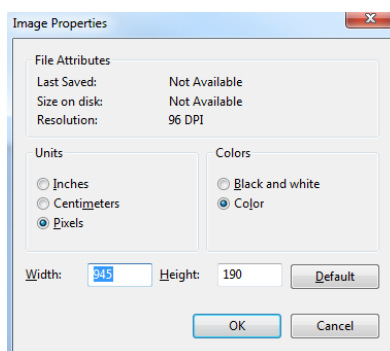 Image Properties
File Attributes
Last Saved: Not Available
Size on disk: Not Available
Resolution: 96 DPI
Units Colors
Inches Black and white
Centimeters Color
Pixels
Width: 945 Height: 190 Default
OK Cancel